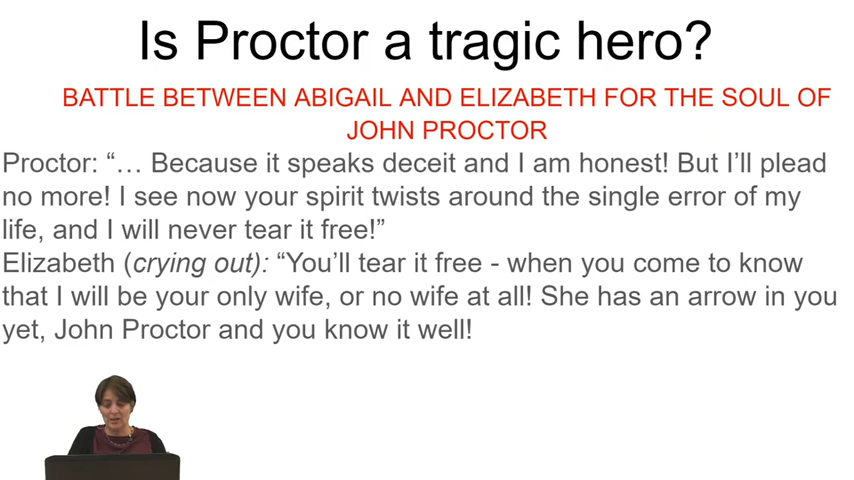 Is Proctor a tragic hero?
BATTLE BETWEEN ABIGAIL AND ELIZABETH FOR THE SOUL OF
JOHN PROCTOR
Proctor: “… Because it speaks deceit and I am honest! But I’ll plead
no more! I see now your spirit twists around the single error of my
life, and I will never tear it free!”
Elizabeth (crying out): “You’ll tear it free - when you come to know
that I will be your only wife, or no wife at all! She has an arrow in you
yet, John Proctor and you know it well!